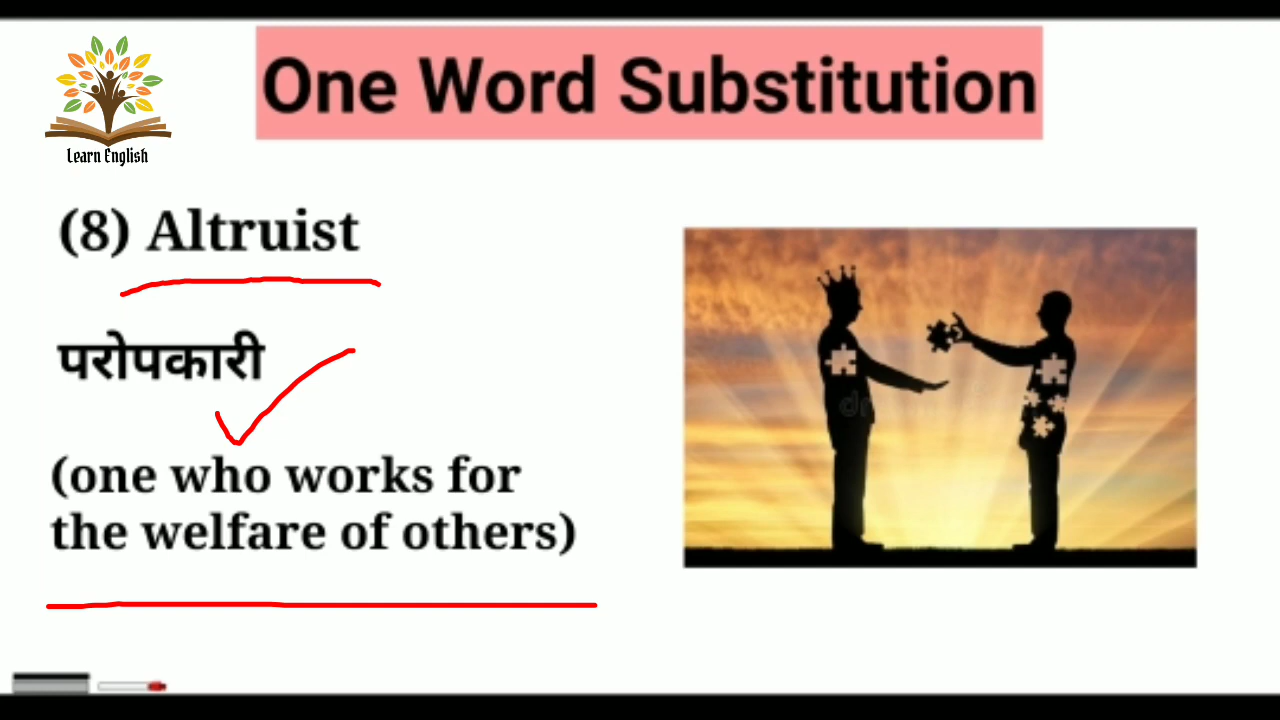 Learn English
One Word Substitution
(8) Altruist
परोपकारी
(one who works for
the welfare of others)